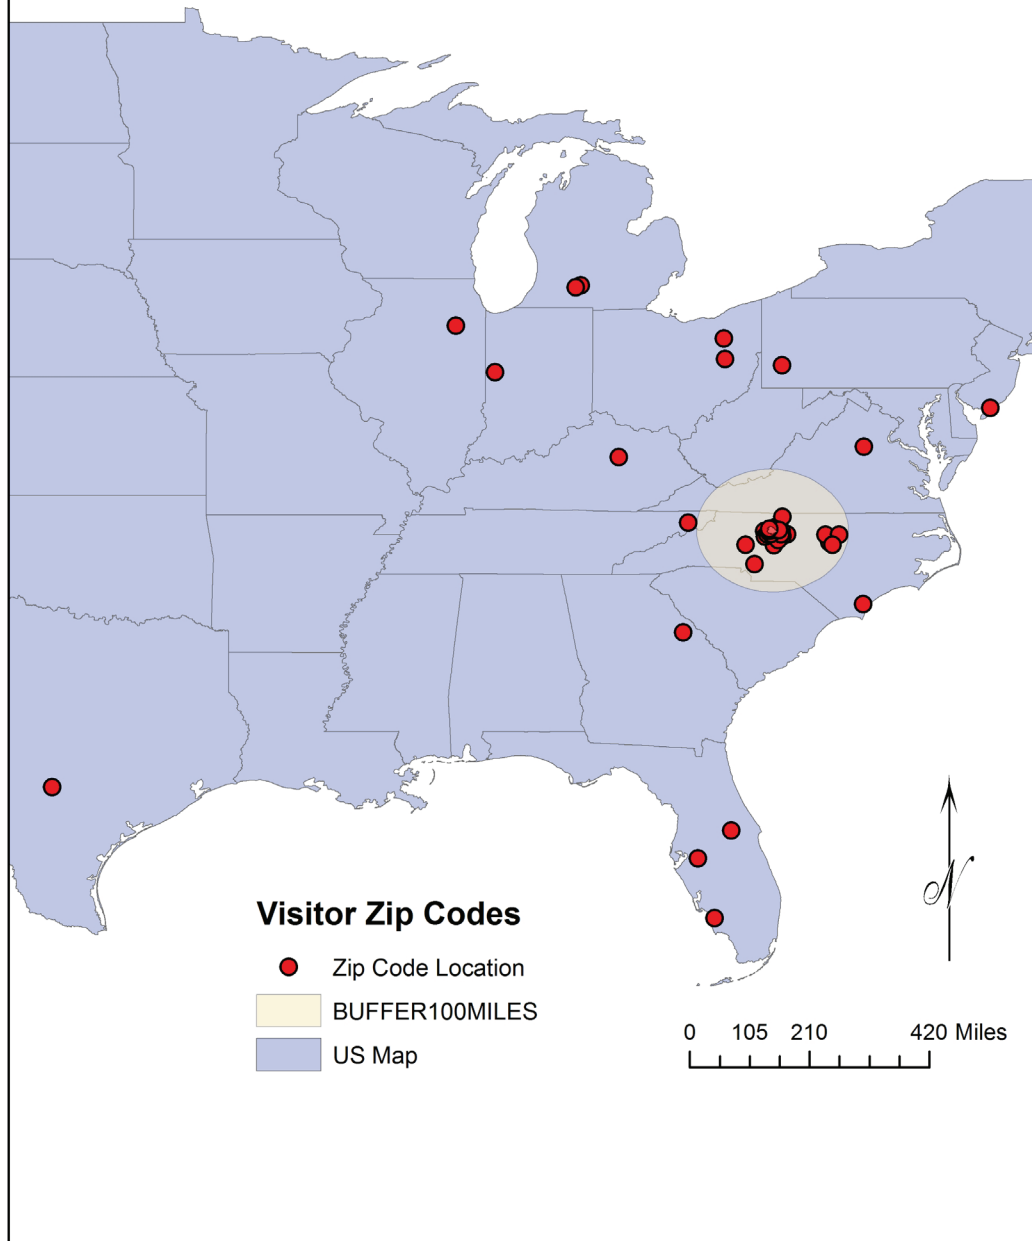 N
Visitor Zip Codes
Zip Code Location
BUFFER100MILES
US Map
0 105 210 420 Miles